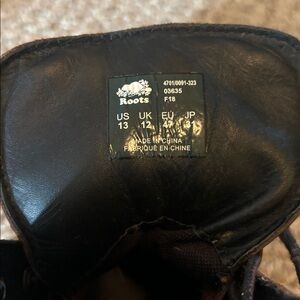 Roots
4701/0091-323
03635
F18
US UK EU JP
13 12 47 31
MADE IN CHINA
FABRIQUÉ EN CHINE